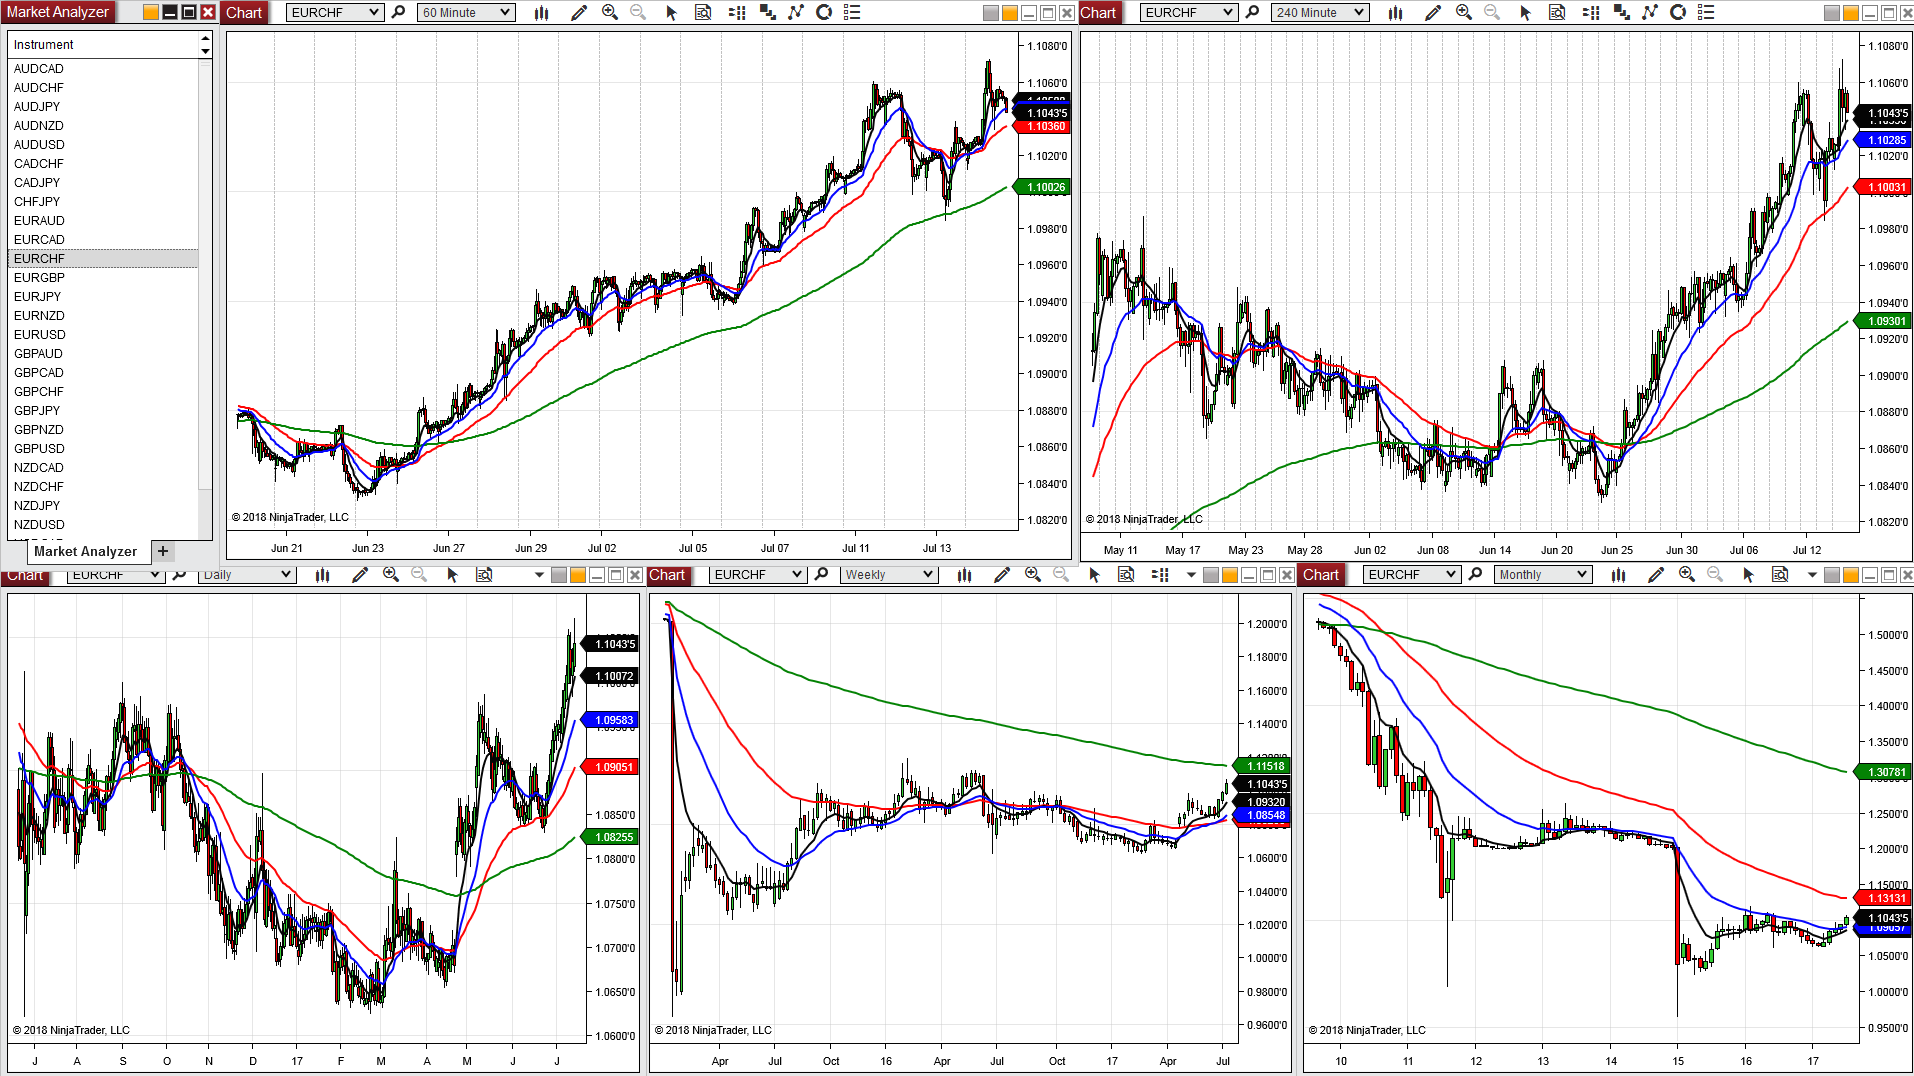 Market Analyzer
Instrument
AUDCAD
AUDCHF
AUDJPY
AUDNZD
AUDUSD
CADCHF
CADJPY
CHFJPY
EURAUD
EURCAD
EURCHF
EURGBP
EURJPY
EURNZD
EURUSD
GBPAUD
GBPCAD
GBPCHF
GBPJPY
GBPNZD
GBPUSD
NZDCAD
NZDCHF
NZDJPY
NZDUSD
Market Analyzer +
Chart EURCHF 60 Minute
1.1080'0
1.1060'0
1.1043'5
1.10360
1.1020'0
1.10026
1.0980'0
1.0960'0
1.0940'0
1.0920'0
1.0900'0
1.0880'0
1.0860'0
1.0840'0
1.0820'0
© 2018 NinjaTrader, LLC
Jun 21 Jun 23 Jun 27 Jun 29 Jul 02 Jul 05 Jul 07 Jul 11 Jul 13
Chart EURCHF 240 Minute
1.1080'0
1.1060'0
1.1043'5
1.10285
1.1020'0
1.10031
1.0980'0
1.0960'0
1.0940'0
1.09301
1.0920'0
1.0900'0
1.0880'0
1.0860'0
1.0840'0
1.0820'0
© 2018 NinjaTrader, LLC
May 11 May 17 May 23 May 28 Jun 02 Jun 08 Jun 14 Jun 20 Jun 25 Jun 30 Jul 06 Jul 12
Chart EURCHF Daily
1.1043'5
1.10072
1.09583
1.09051
1.0850'0
1.08255
1.0800'0
1.0750'0
1.0700'0
1.0650'0
1.0600'0
© 2018 NinjaTrader, LLC
J A S O N D 17 F M A M J J
Chart EURCHF Weekly
1.2000'0
1.1800'0
1.1600'0
1.1400'0
1.11518
1.1043'5
1.09320
1.08548
1.0600'0
1.0400'0
1.0200'0
1.0000'0
0.9800'0
0.9600'0
© 2018 NinjaTrader, LLC
Apr Jul Oct 16 Apr Jul Oct 17 Apr Jul
Chart EURCHF Monthly
1.5000'0
1.4500'0
1.4000'0
1.3500'0
1.30781
1.2500'0
1.2000'0
1.1500'0
1.13131
1.1043'5
1.0500'0
1.0000'0
0.9500'0
© 2018 NinjaTrader, LLC
10 11 12 13 14 15 16 17